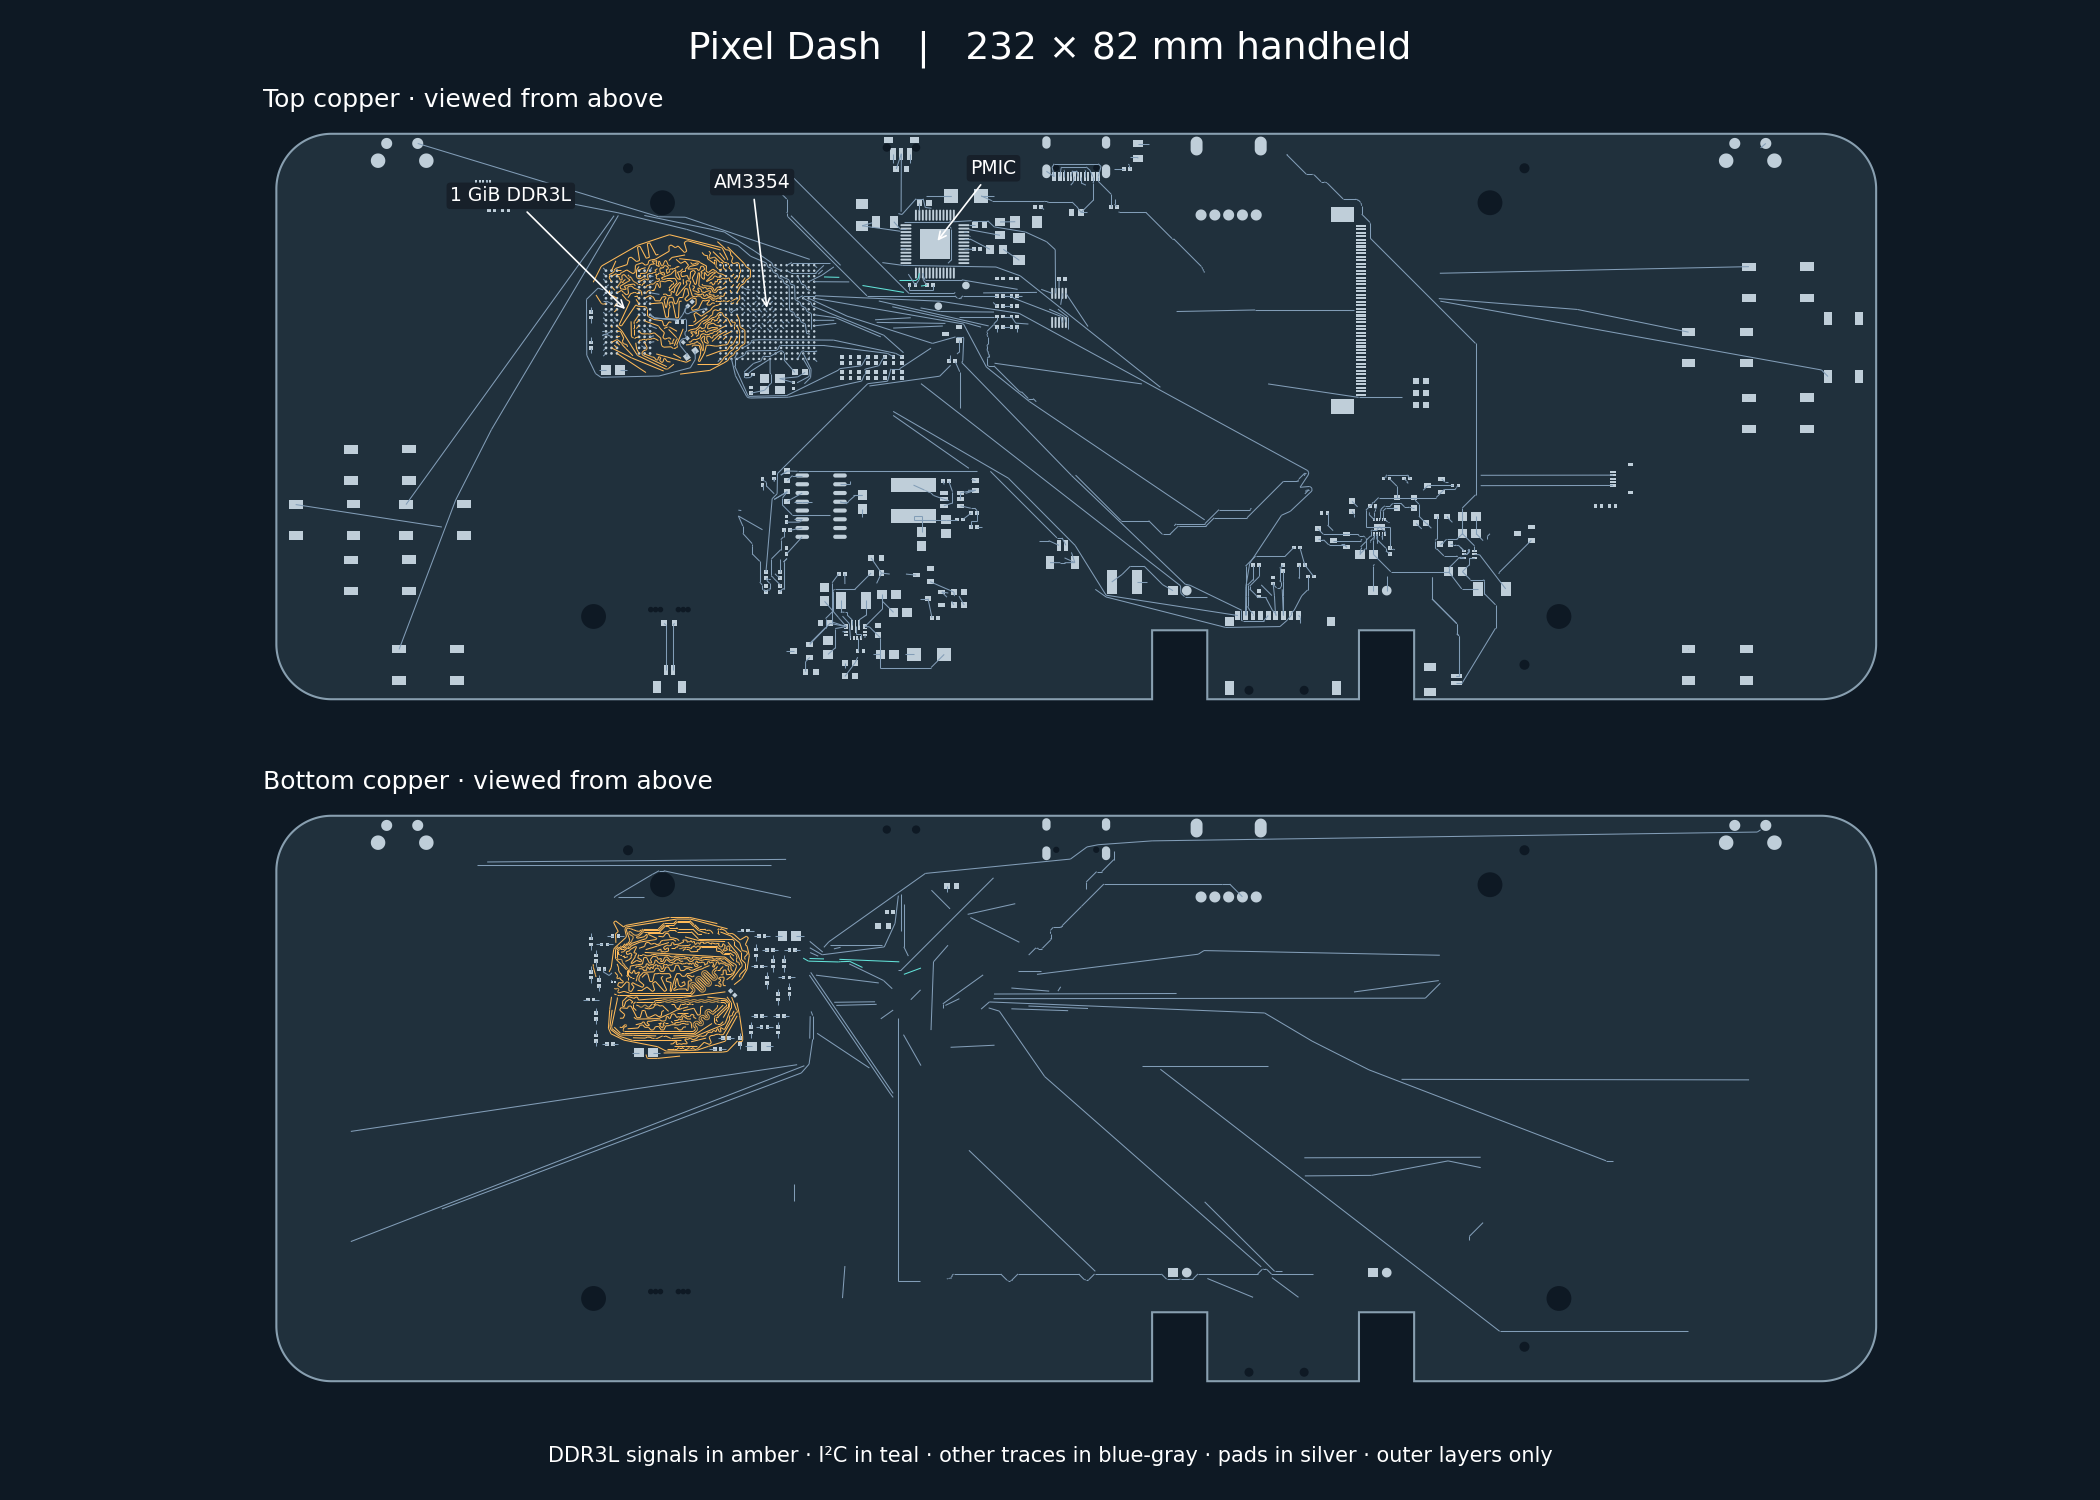 Pixel Dash | 232 × 82 mm handheld
Top copper · viewed from above
PMIC
AM3354
1 GiB DDR3L
Bottom copper · viewed from above
DDR3L signals in amber · I²C in teal · other traces in blue-gray · pads in silver · outer layers only